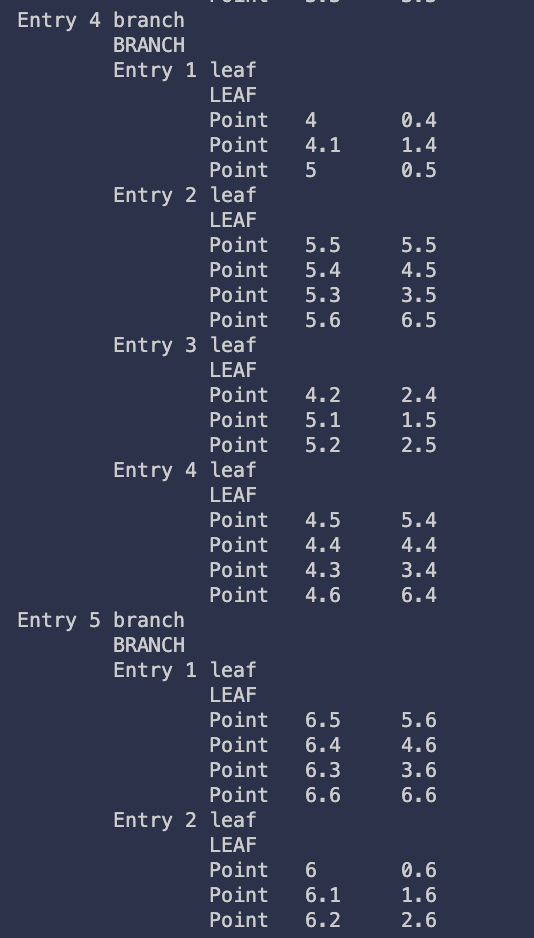 Entry 4 branch
BRANCH
Entry 1 leaf
LEAF
Point 4 0.4
Point 4.1 1.4
Point 5 0.5
Entry 2 leaf
LEAF
Point 5.5 5.5
Point 5.4 4.5
Point 5.3 3.5
Point 5.6 6.5
Entry 3 leaf
LEAF
Point 4.2 2.4
Point 5.1 1.5
Point 5.2 2.5
Entry 4 leaf
LEAF
Point 4.5 5.4
Point 4.4 4.4
Point 4.3 3.4
Point 4.6 6.4
Entry 5 branch
BRANCH
Entry 1 leaf
LEAF
Point 6.5 5.6
Point 6.4 4.6
Point 6.3 3.6
Point 6.6 6.6
Entry 2 leaf
LEAF
Point 6 0.6
Point 6.1 1.6
Point 6.2 2.6